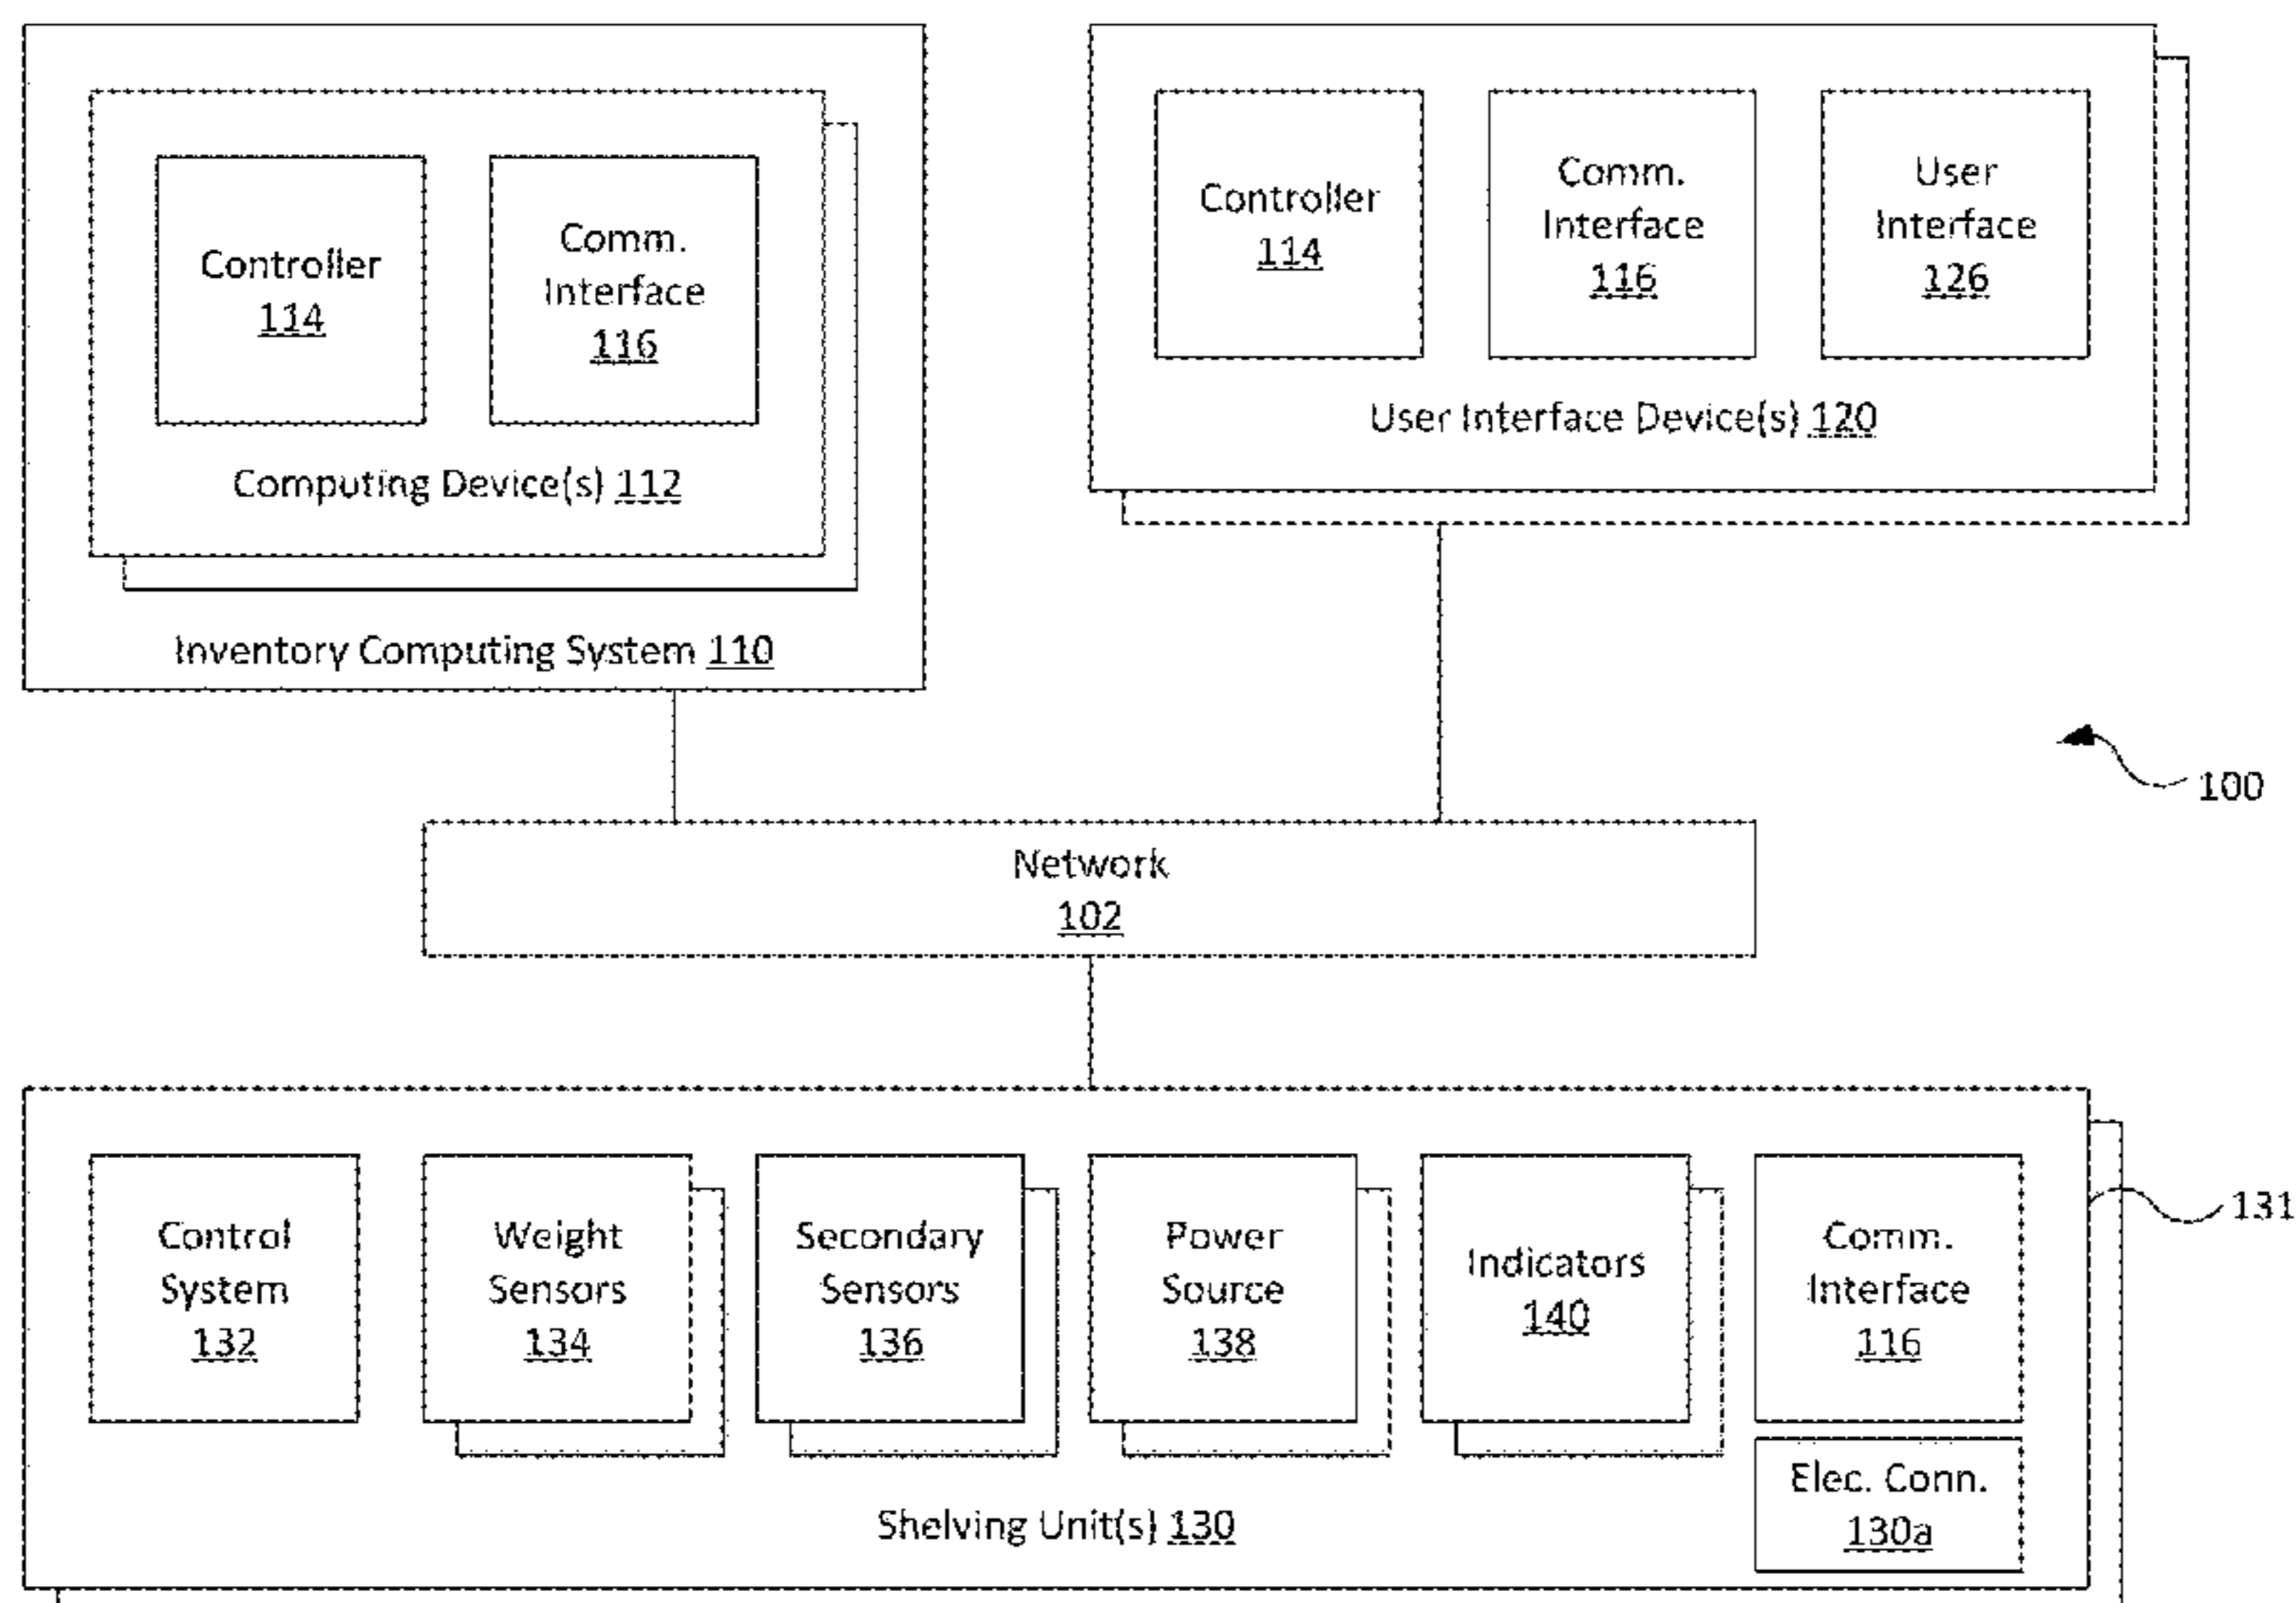 Controller
114
Comm.
Interface
116
Computing Device(s) 112
Inventory Computing System 110
Controller
114
Comm.
Interface
116
User
Interface
126
User Interface Device(s) 120
100
Network
102
131
Control
System
132
Weight
Sensors
134
Secondary
Sensors
136
Power
Source
138
Indicators
140
Comm.
Interface
116
Elec. Conn.
130a
Shelving Unit(s) 130